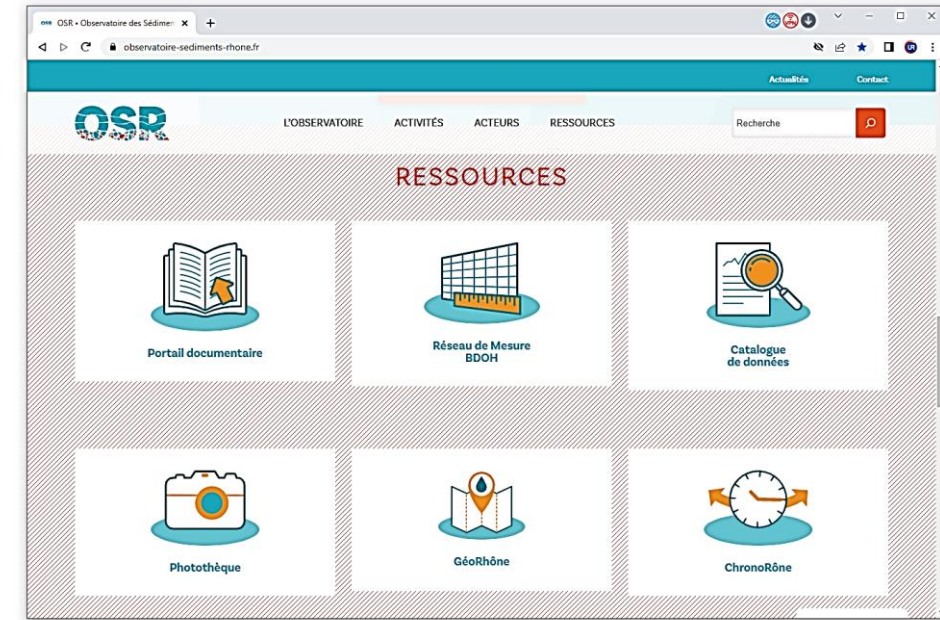 OSR • Observatoire des Sédimen
observatoire-sediments-rhone.fr
Actualités Contact
OSR
L'OBSERVATOIRE ACTIVITÉS ACTEURS RESSOURCES
Recherche
RESSOURCES
Portail documentaire
Réseau de Mesure
BDOH
Catalogue
de données
Photothèque
GéoRhône
ChronoRône